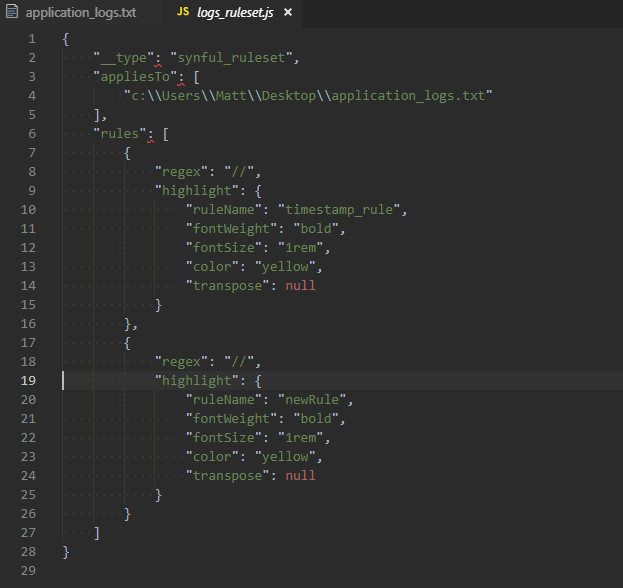 application_logs.txt JS logs_ruleset.js ×
1 {
2 "__type": "synful_ruleset",
3 "appliesTo": [
4 "c:\\Users\\Matt\\Desktop\\application_logs.txt"
5 ],
6 "rules": [
7 {
8 "regex": "//",
9 "highlight": {
10 "ruleName": "timestamp_rule",
11 "fontWeight": "bold",
12 "fontSize": "1rem",
13 "color": "yellow",
14 "transpose": null
15 }
16 },
17 {
18 "regex": "//",
19 "highlight": {
20 "ruleName": "newRule",
21 "fontWeight": "bold",
22 "fontSize": "1rem",
23 "color": "yellow",
24 "transpose": null
25 }
26 }
27 ]
28 }
29